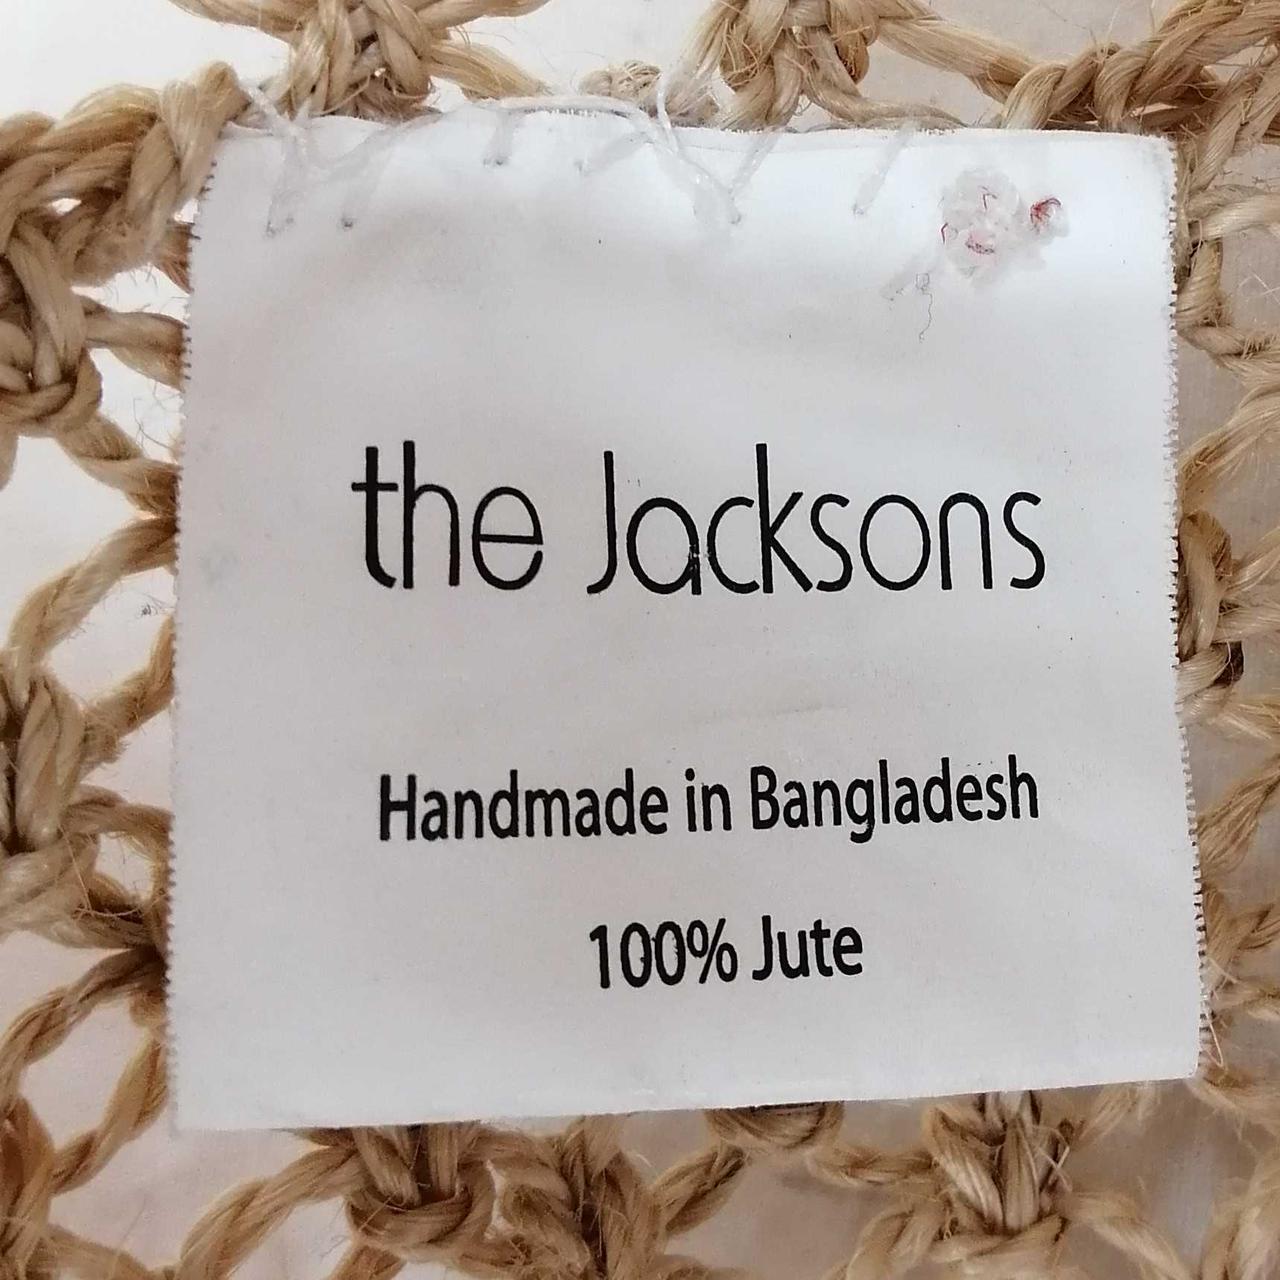 the Jacksons
Handmade in Bangladesh
100% Jute